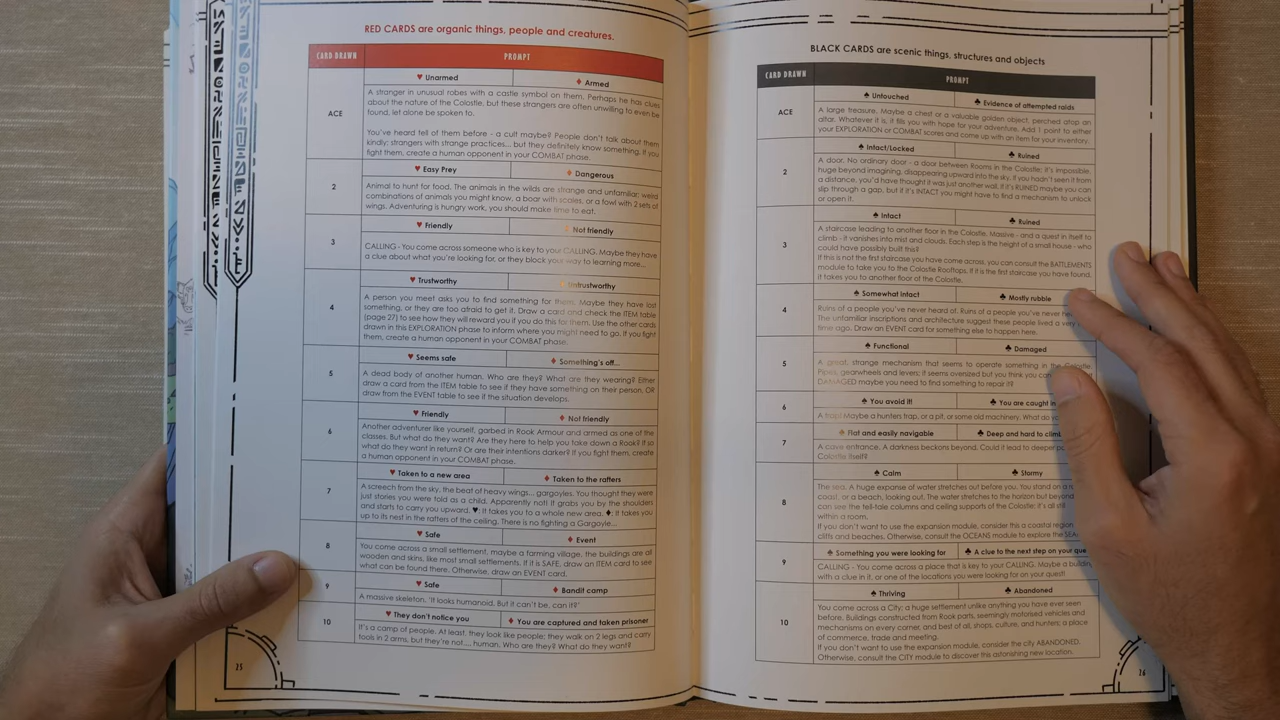 RED CARDS are organic things, people and creatures.
CARD DRAWN
PROMPT
♥ Unarmed
♦ Armed
ACE
A stranger in unusual robes with a castle symbol on them. Perhaps he has clues
about the nature of the Colostle, but these strangers are often unwilling to even be
found, let alone be spoken to.
You've heard tell of them before - a cult maybe? People don't talk about them
kindly; strangers with strange practices... but they definitely know something. If you
fight them, create a human opponent in your COMBAT phase.
♥ Easy Prey
♦ Dangerous
2
Animal to hunt for food. The animals in the wilds are strange and unfamiliar; weird
combinations of animals you might know, a boar with scales, or a fowl with 2 sets of
wings. Adventuring is hungry work, you should make time to eat.
♥ Friendly
Not friendly
3
CALLING - You come across someone who is key to your CALLING. Maybe they have
a clue about what you're looking for, or they block your way to learning more...
♥ Trustworthy
Untrustworthy
4
A person you meet asks you to find something for them. Maybe they have lost
something, or they are too afraid to get it. Draw a card and check the ITEM table
(page 27) to see how they will reward you if you do this for them. Use the other cards
drawn in this EXPLORATION phase to inform where you might need to go. If you fight
them, create a human opponent in your COMBAT phase.
♥ Seems safe
♦ Something's off...
5
A dead body of another human. Who are they? What are they wearing? Either
draw a card from the ITEM table to see if they have something on their person, OR
draw from the EVENT table to see if the situation develops.
♥ Friendly
♦ Not friendly
6
Another adventurer like yourself, garbed in Rook Armour and armed as one of the
classes. But what do they want? Are they here to help you take down a Rook? If so
what do they want in return? Or are their intentions darker? If you fight them, create
a human opponent in your COMBAT phase.
♥ Taken to a new area
♦ Taken to the rafters
7
A screech from the sky, the beat of heavy wings... gargoyles. You thought they were
just stories you were told as a child. Apparently not! It grabs you by the shoulders
and starts to carry you upward. ♥: It takes you to a whole new area. ♦: It takes you
up to its nest in the rafters of the ceiling. There is no fighting a Gargoyle...
♥ Safe
♦ Event
8
You come across a small settlement, maybe a farming village, the buildings are all
wooden and skins, like most small settlements. If it is SAFE, draw an ITEM card to see
what can be found there. Otherwise, draw an EVENT card.
♥ Safe
♦ Bandit camp
9
A massive skeleton. 'It looks humanoid. But it can't be, can it?'
♥ They don't notice you
♦ You are captured and taken prisoner
10
It's a camp of people. At least, they look like people; they walk on 2 legs and carry
tools in 2 arms, but they're not.... human. Who are they? What do they want?
25
BLACK CARDS are scenic things, structures and objects
CARD DRAWN
PROMPT
♠ Untouched
♣ Evidence of attempted raids
ACE
A large treasure. Maybe a chest or a valuable golden object, perched atop an
altar. Whatever it is, it fills you with hope for your adventure. Add 1 point to either
your EXPLORATION or COMBAT scores and come up with an item for your inventory.
♠ Intact/Locked
♣ Ruined
2
A door. No ordinary door - a door between Rooms in the Colostle; it's impossible,
huge beyond imagining, disappearing upward into the sky. If you hadn't seen it from
a distance, you'd have thought it was just another wall. If it's RUINED maybe you can
slip through a gap, but if it's INTACT you might have to find a mechanism to unlock
or open it.
♠ Intact
♣ Ruined
3
A staircase leading to another floor in the Colostle. Massive - and a quest in itself to
climb - it vanishes into mist and clouds. Each step is the height of a small house - who
could have possibly built this?
If this is not the first staircase you have come across, you can consult the BATTLEMENTS
module to take you to the Colostle Rooftops. If it is the first staircase you have found,
it takes you to another floor of the Colostle.
♠ Somewhat intact
♣ Mostly rubble
4
Ruins of a people you've never heard of. Ruins of a people you've never
The unfamiliar inscriptions and architecture suggest these people lived a very
time ago. Draw an EVENT card for something else to happen here.
♠ Functional
♣ Damaged
5
A great, strange mechanism that seems to operate something in the Colostle.
Pipes, gearwheels and levers; it seems oversized but you think you can
DAMAGED maybe you need to find something to repair it?
♠ You avoid it!
♣ You are caught in
6
A trap! Maybe a hunters trap, or a pit, or some old machinery. What do
♠ Flat and easily navigable
♣ Deep and hard to climb
7
A cave entrance. A darkness beckons beyond. Could it lead to deeper
Colostle itself?
♠ Calm
♣ Stormy
8
The sea. A huge expanse of water stretches out before you. You stand on a
coast, or a beach, looking out. The water stretches to the horizon but beyond
can see the tell-tale columns and ceiling supports of the Colostle: it's all still
within a room.
If you don't want to use the expansion module, consider this a coastal region
cliffs and beaches. Otherwise, consult the OCEANS module to explore the
♠ Something you were looking for
♣ A clue to the next step on your
9
CALLING - You come across a place that is key to your CALLING. Maybe a
with a clue in it, or one of the locations you were looking for on your quest!
♠ Thriving
♣ Abandoned
10
You come across a City: a huge settlement unlike anything you have ever seen
before. Buildings constructed from Rook parts, seemingly motorised vehicles and
mechanisms on every corner, and best of all, shops, culture, and hunters; a place
of commerce, trade and meeting.
If you don't want to use the expansion module, consider the city ABANDONED.
Otherwise, consult the CITY module to discover this astonishing new location.